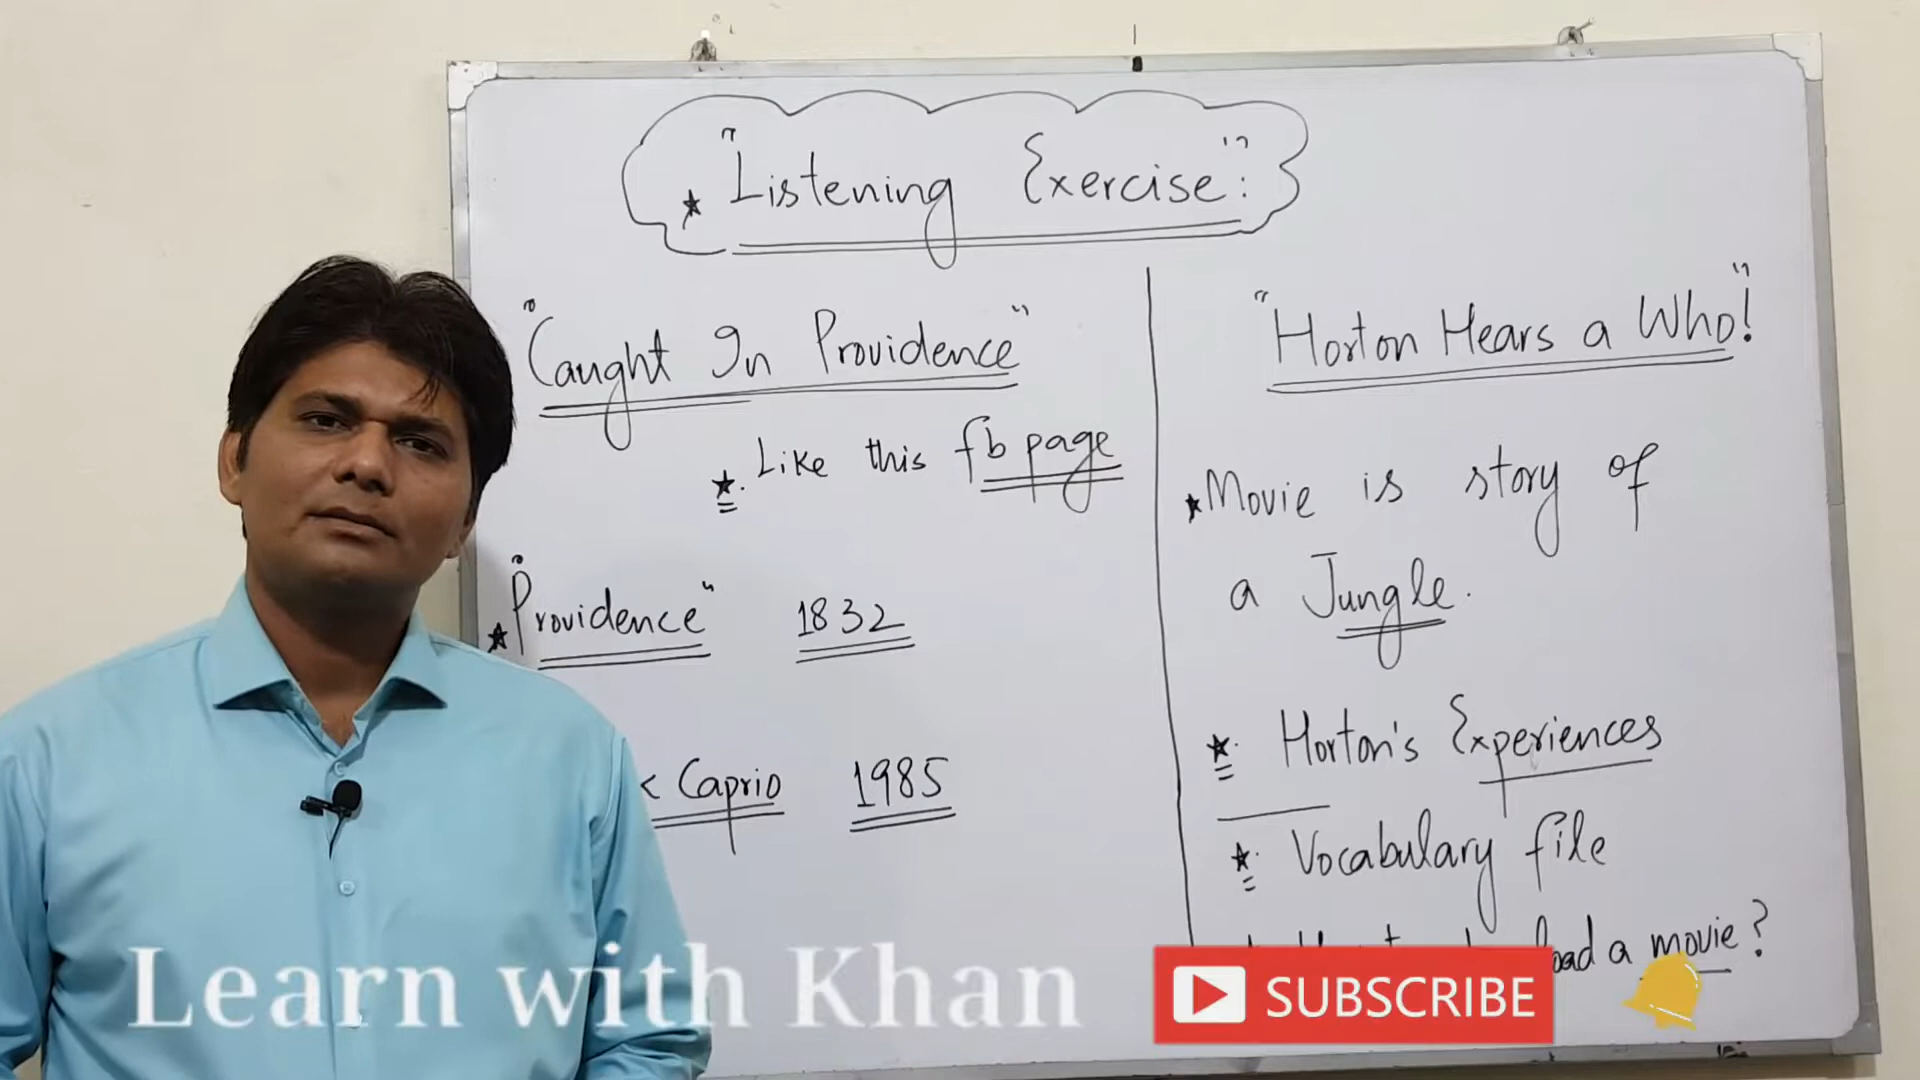 "Listening Exercise":
"Caught In Providence"
Like this fb page
"Providence" 1832
Caprio 1985
"Horton Hears a Who!"
Movie is story of
a Jungle.
Horton's Experiences
Vocabulary file
a movie?
Learn with Khan
SUBSCRIBE